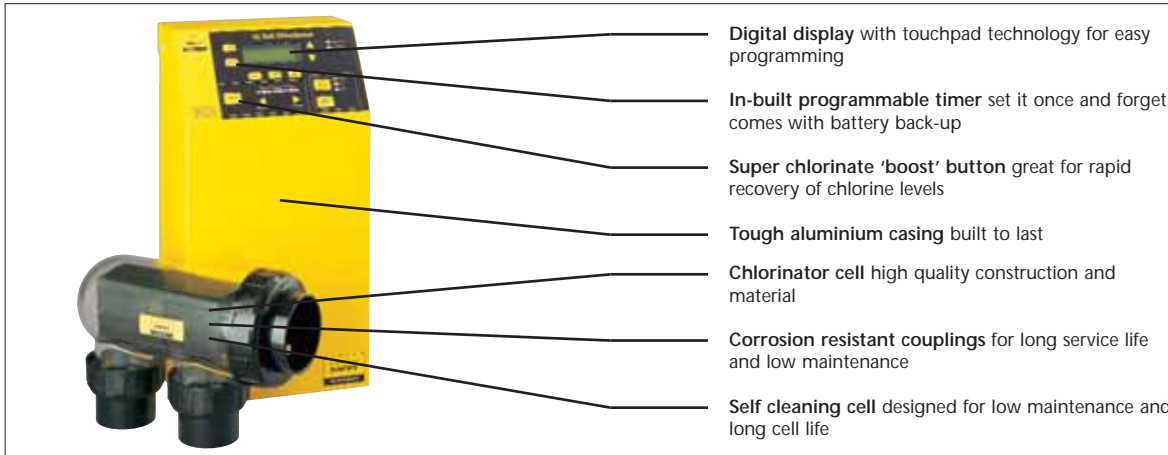 Digital display with touchpad technology for easy
programming
In-built programmable timer set it once and forget
comes with battery back-up
Super chlorinate ‘boost’ button great for rapid
recovery of chlorine levels
Tough aluminium casing built to last
Chlorinator cell high quality construction and
material
Corrosion resistant couplings for long service life
and low maintenance
Self cleaning cell designed for low maintenance and
long cell life